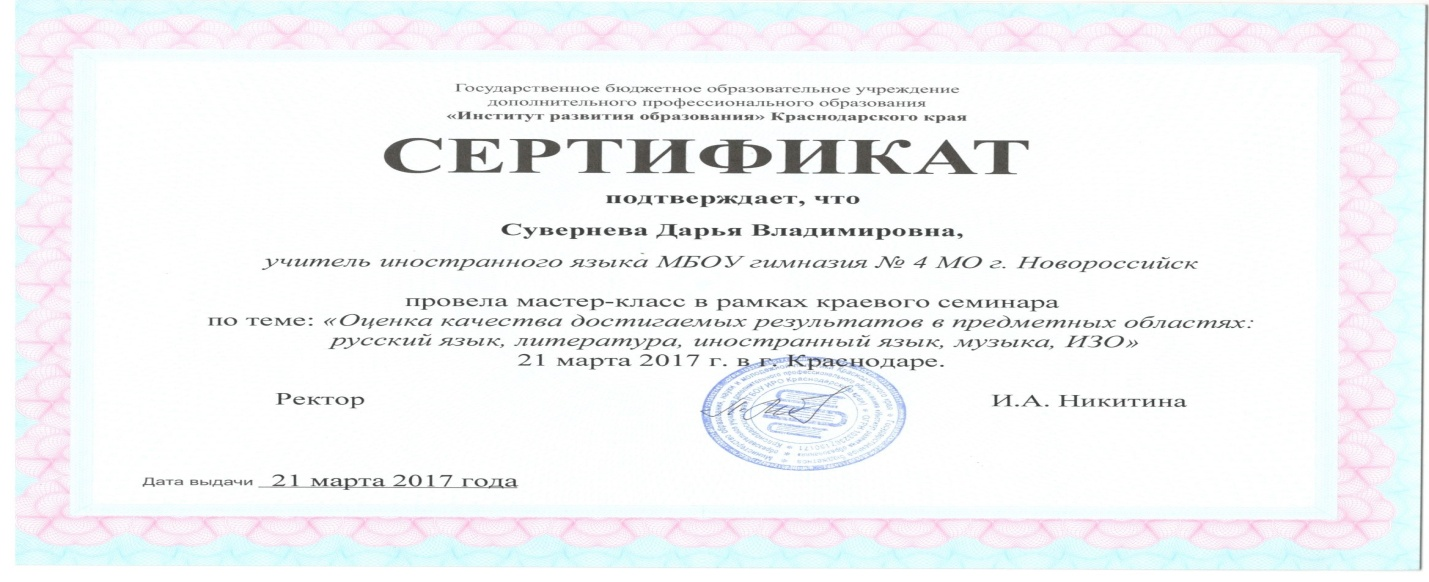 Государственное бюджетное образовательное учреждение
дополнительного профессионального образования
«Институт развития образования» Краснодарского края
СЕРТИФИКАТ
подтверждает, что
Сувернева Дарья Владимировна,
учитель иностранного языка МБОУ гимназия № 4 МО г. Новороссийск
провела мастер-класс в рамках краевого семинара
по теме: «Оценка качества достигаемых результатов в предметных областях:
русский язык, литература, иностранный язык, музыка, ИЗО»
21 марта 2017 г. в г. Краснодаре.
Ректор И.А. Никитина
Дата выдачи 21 марта 2017 года